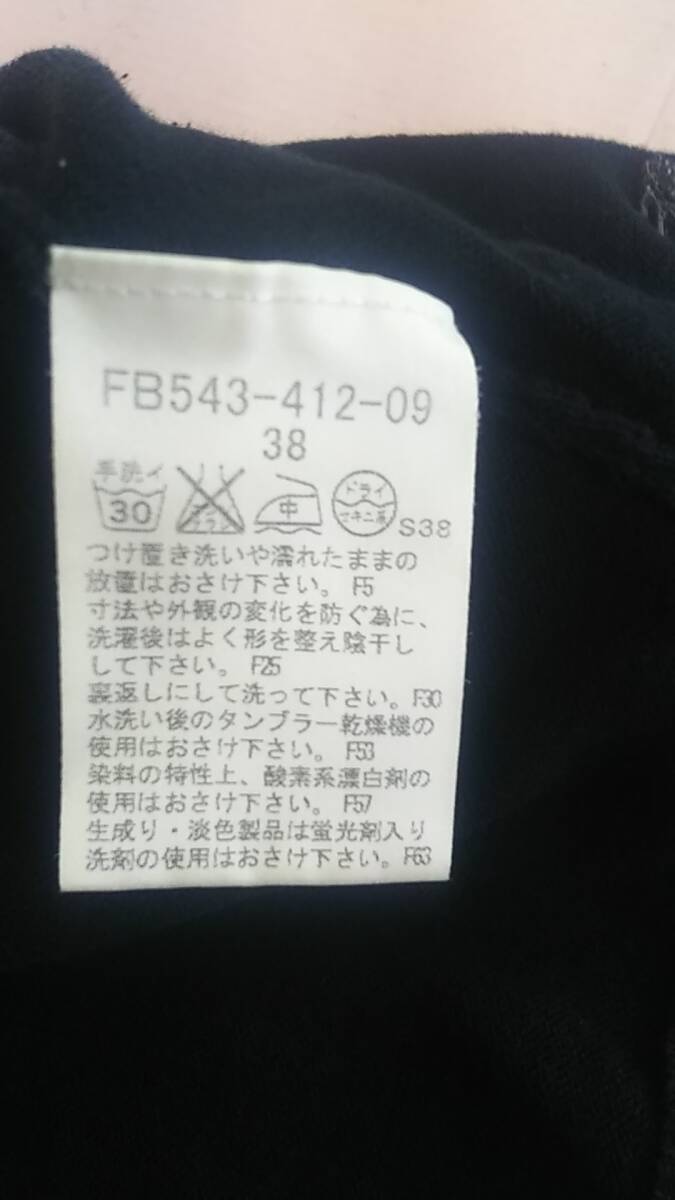 FB543-412-09
38
手洗イ
30
エンソ
サラシ
中
ドライ
セキユ系
S38
つけ置き洗いや濡れたままの
放置はおさけ下さい。F5
寸法や外観の変化を防ぐ為に、
洗濯後はよく形を整え陰干し
して下さい。F25
裏返しにして洗って下さい。F30
水洗い後のタンブラー乾燥機の
使用はおさけ下さい。F53
染料の特性上、酸素系漂白剤の
使用はおさけ下さい。F57
生成り・淡色製品は蛍光剤入り
洗剤の使用はおさけ下さい。F63